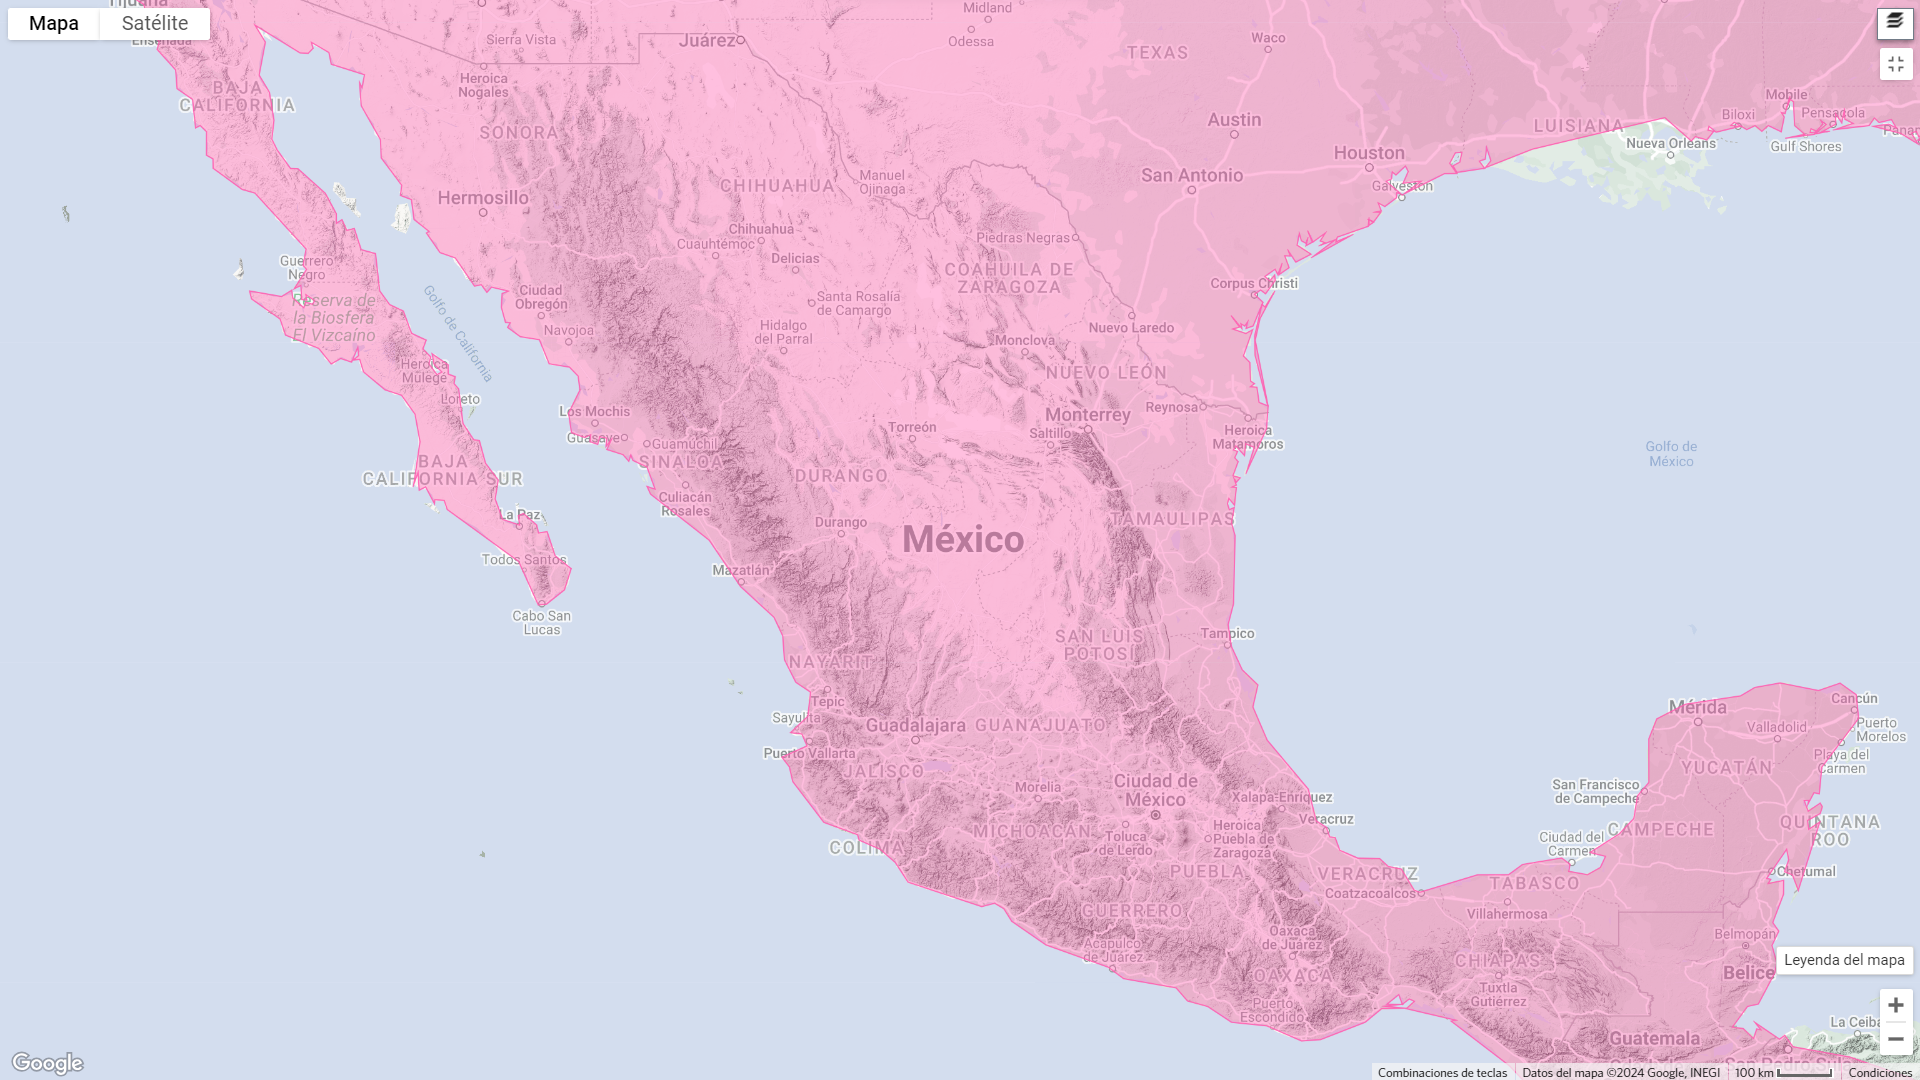 Tijuana
Mapa
Satélite
Ensenada
Sierra Vista
Juárez
Midland
Odessa
TEXAS
Waco
Heroica
Nogales
BAJA
CALIFORNIA
SONORA
Austin
Mobile
Biloxi
Pensacola
LUISIANA
Nueva Orleans
Gulf Shores
Houston
San Antonio
Galveston
Manuel
Ojinaga
CHIHUAHUA
Hermosillo
Chihuahua
Cuauhtémoc
Piedras Negras
Delicias
Guerrero
Negro
COAHUILA DE
ZARAGOZA
Corpus Christi
Golfo de California
Ciudad
Obregón
Santa Rosalía
de Camargo
Reserva de
la Biosfera
El Vizcaíno
Navojoa
Hidalgo
del Parral
Nuevo Laredo
Monclova
Heroica
Mulegé
NUEVO LEÓN
Loreto
Los Mochis
Monterrey
Reynosa
Guasave
Guamúchil
Torreón
Saltillo
Heroica
Matamoros
Golfo de
México
BAJA
CALIFORNIA SUR
SINALOA
DURANGO
Culiacán
Rosales
La Paz
Durango
TAMAULIPAS
México
Todos Santos
Mazatlán
Cabo San
Lucas
Tampico
SAN LUIS
POTOSÍ
NAYARIT
Tepic
Sayulita
Guadalajara
GUANAJUATO
Mérida
Cancún
Valladolid
Puerto
Morelos
Puerto Vallarta
Playa del
Carmen
JALISCO
YUCATÁN
Morelia
Ciudad de
México
San Francisco
de Campeche
Xalapa-Enríquez
Veracruz
MICHOACÁN
Toluca
de Lerdo
Heroica
Puebla de
Zaragoza
Ciudad del
Carmen
CAMPECHE
QUINTANA
ROO
COLIMA
PUEBLA
VERACRUZ
Coatzacoalcos
TABASCO
Chetumal
GUERRERO
Villahermosa
Acapulco
de Juárez
Oaxaca
de Juárez
Belmopán
CHIAPAS
Leyenda del mapa
OAXACA
Belice
Tuxtla
Gutiérrez
Puerto
Escondido
La Ceiba
Guatemala
San Pedro Sula
Google
Combinaciones de teclas
Datos del mapa ©2024 Google, INEGI
100 km
Condiciones